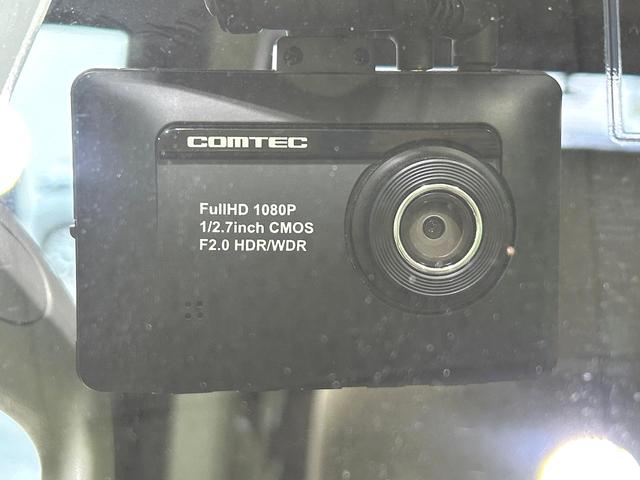 COMTEC
FullHD 1080P
1/2.7inch CMOS
F2.0 HDR/WDR